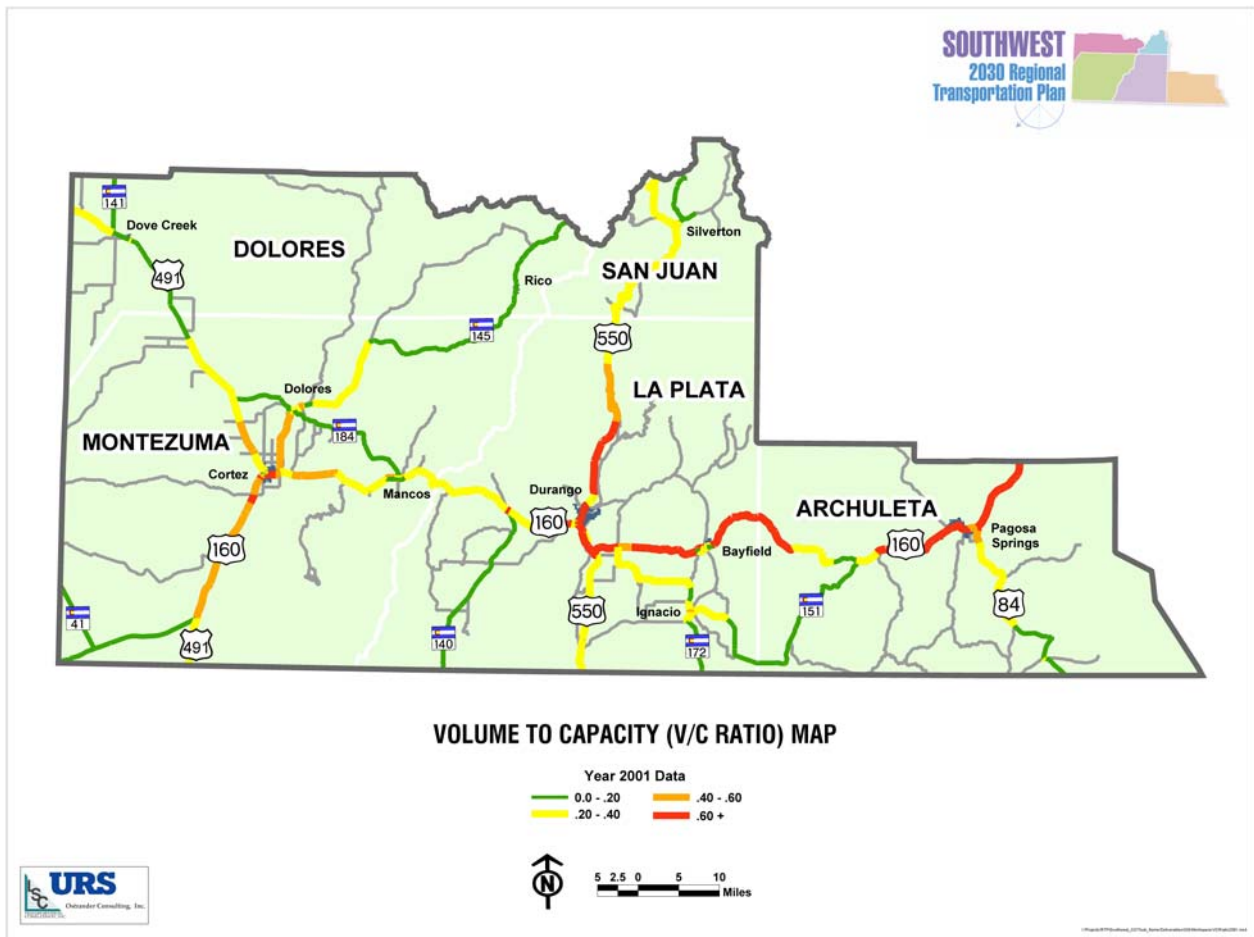 SOUTHWEST
2030 Regional
Transportation Plan
141
Dove Creek
DOLORES
Silverton
491
SAN JUAN
Rico
145
550
Dolores
LA PLATA
184
MONTEZUMA
Cortez
Mancos
Durango
ARCHULETA
160
160
Pagosa
Springs
160
Bayfield
41
491
140
550
Ignacio
172
151
84
VOLUME TO CAPACITY (V/C RATIO) MAP
Year 2001 Data
0.0 - .20
.40 - .60
.20 - .40
.60 +
N
5 2.5 0 5 10
Miles
LSC
URS
Ostrander Consulting, Inc.